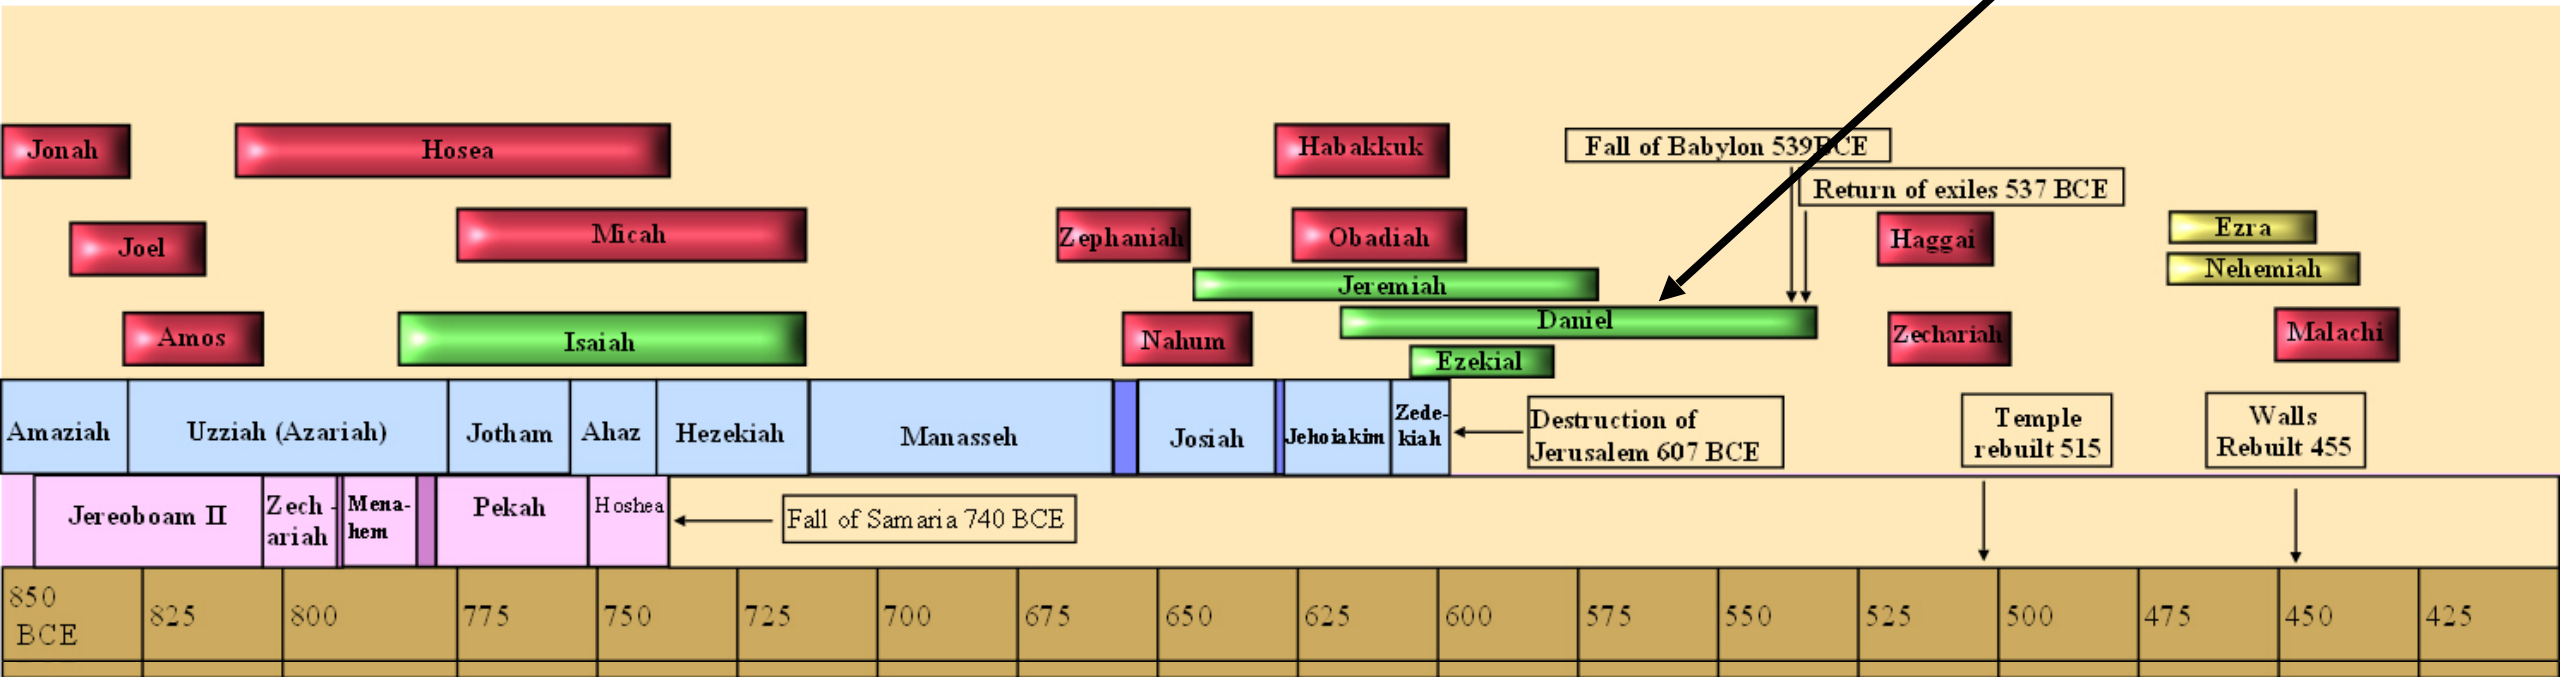 Jonah
Hosea
Habakkuk
Fall of Babylon 539BCE
Return of exiles 537 BCE
Joel
Micah
Zephaniah
Obadiah
Haggai
Ezra
Nehemiah
Jeremiah
Amos
Isaiah
Nahum
Daniel
Ezekial
Zechariah
Malachi
Amaziah
Uzziah (Azariah)
Jotham
Ahaz
Hezekiah
Manasseh
Josiah
Jehoiakim
Zede-
kiah
Destruction of
Jerusalem 607 BCE
Temple
rebuilt 515
Walls
Rebuilt 455
Jereoboam II
Zech -
ariah
Mena-
hem
Pekah
Hoshea
Fall of Samaria 740 BCE
850
BCE
825
800
775
750
725
700
675
650
625
600
575
550
525
500
475
450
425